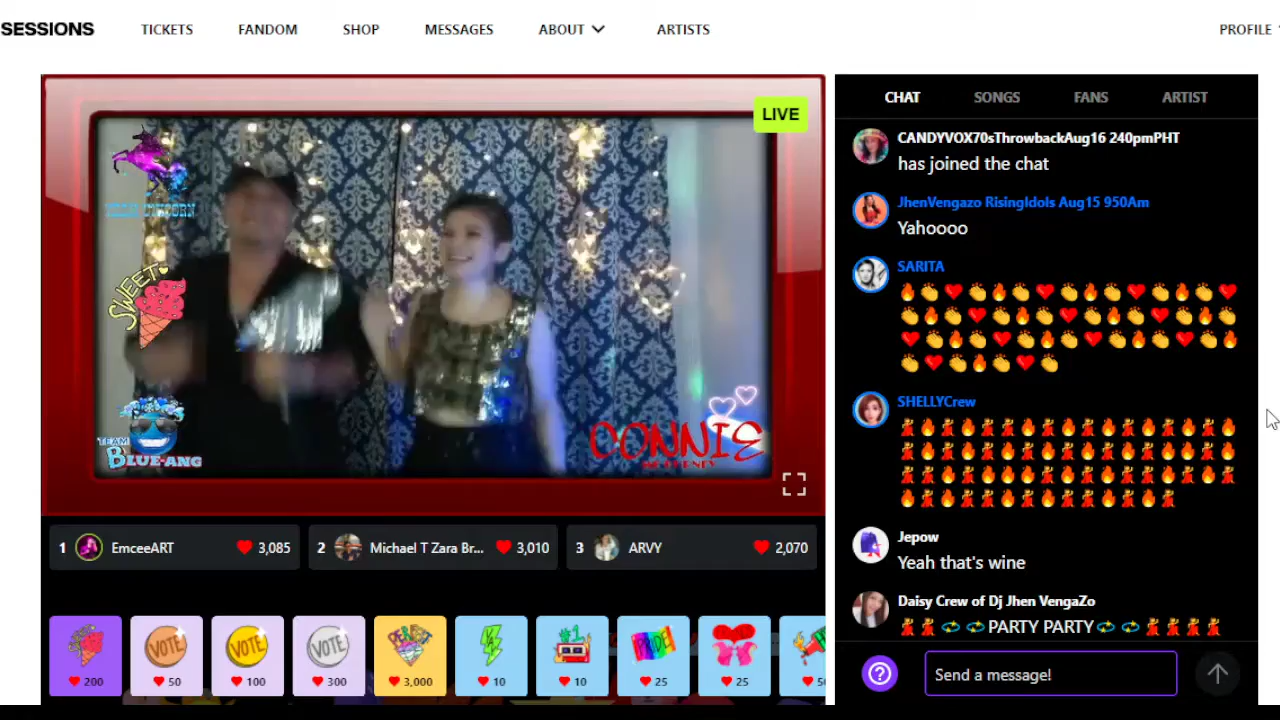 SESSIONS
TICKETS
FANDOM
SHOP
MESSAGES
ABOUT
ARTISTS
PROFILE
LIVE
SWEET
TEAM
BLUE-ANG
CONNIE
1 EmceeART 3,085
2 Michael T Zara Br... 3,010
3 ARVY 2,070
VOTE
VOTE
VOTE
PERFECT
#1
PRIDE
200
50
100
300
3,000
10
10
25
25
CHAT
SONGS
FANS
ARTIST
CANDYVOX70sThrowbackAug16 240pmPHT
has joined the chat
JhenVengazo RisingIdols Aug15 950Am
Yahoooo
SARITA
SHELLYCrew
Jepow
Yeah that's wine
Daisy Crew of Dj Jhen VengaZo
PARTY PARTY
Send a message!